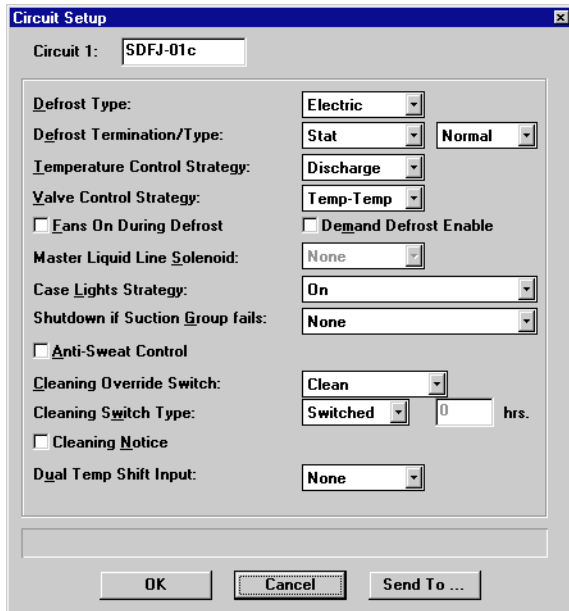 Circuit Setup
Circuit 1: SDFJ-01c
Defrost Type: Electric
Defrost Termination/Type: Stat Normal
Temperature Control Strategy: Discharge
Valve Control Strategy: Temp-Temp
Fans On During Defrost Demand Defrost Enable
Master Liquid Line Solenoid: None
Case Lights Strategy: On
Shutdown if Suction Group fails: None
Anti-Sweat Control
Cleaning Override Switch: Clean
Cleaning Switch Type: Switched 0 hrs.
Cleaning Notice
Dual Temp Shift Input: None
OK Cancel Send To ...